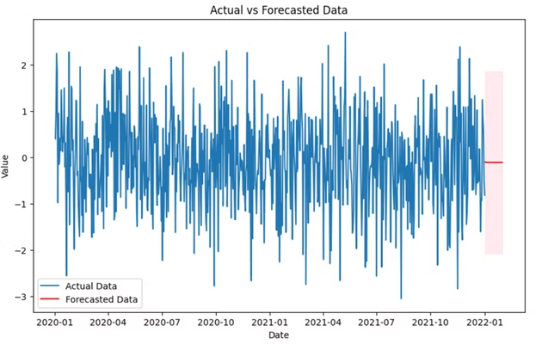 Actual vs Forecasted Data
Value
2
1
0
−1
−2
−3
Actual Data
Forecasted Data
2020-01 2020-04 2020-07 2020-10 2021-01 2021-04 2021-07 2021-10 2022-01
Date